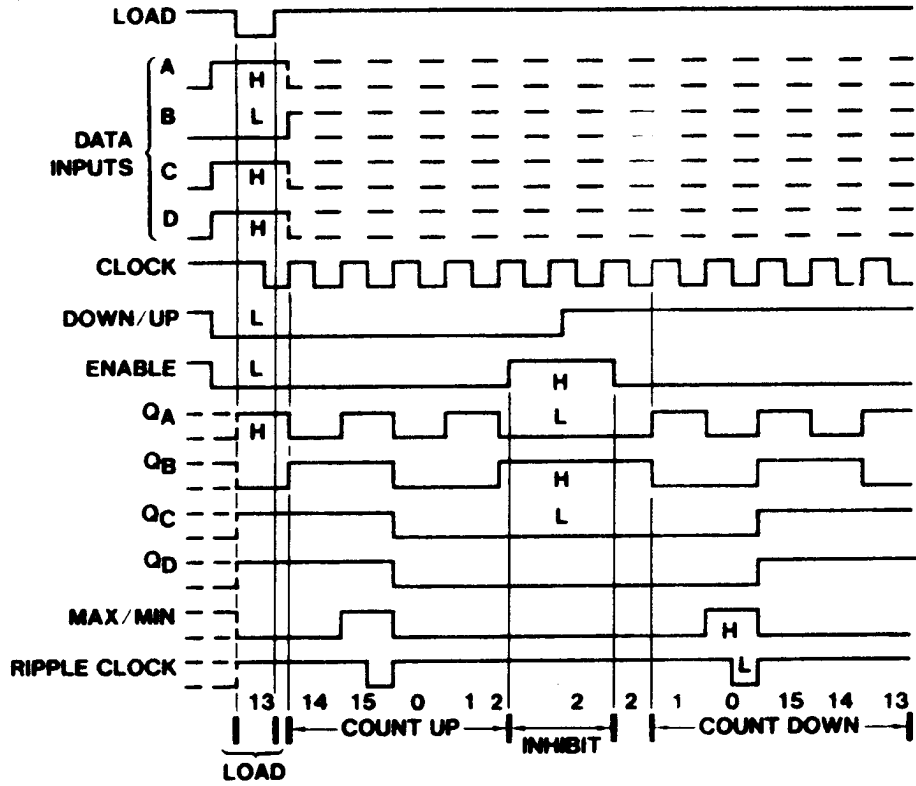 LOAD
A H
B L
DATA INPUTS
C H
D H
CLOCK
DOWN/UP L
ENABLE L H
QA H L
QB H
QC L
QD
MAX/MIN H
RIPPLE CLOCK L
13 14 15 0 1 2 2 2 1 0 15 14 13
COUNT UP INHIBIT COUNT DOWN
LOAD